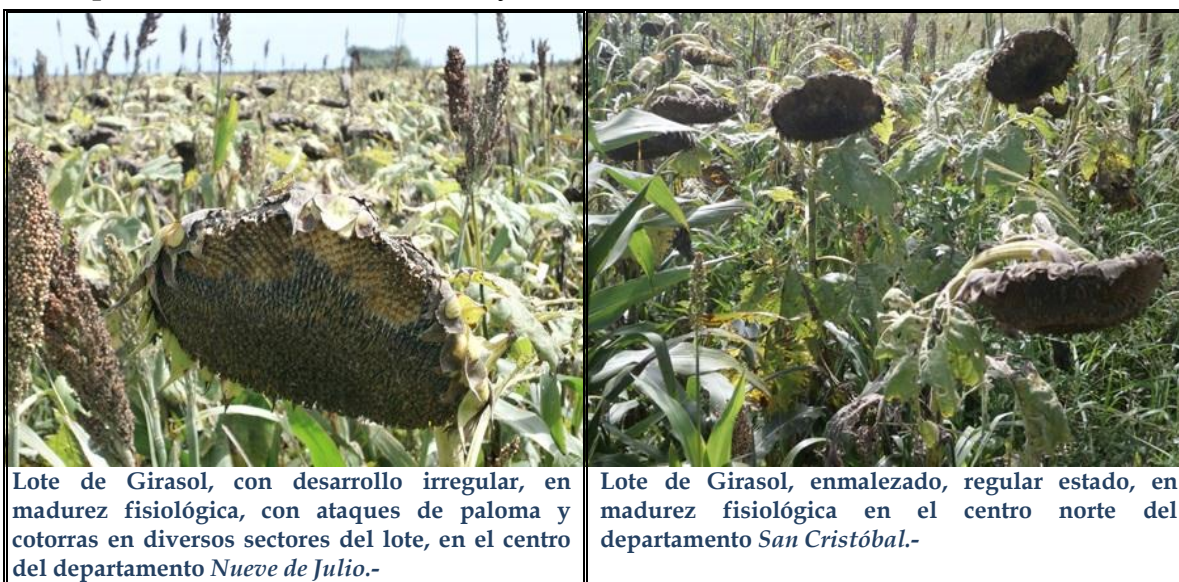 Lote de Girasol, con desarrollo irregular, en
madurez fisiológica, con ataques de paloma y
cotorras en diversos sectores del lote, en el centro
del departamento Nueve de Julio.-
Lote de Girasol, enmalezado, regular estado, en
madurez fisiológica en el centro norte del
departamento San Cristóbal.-